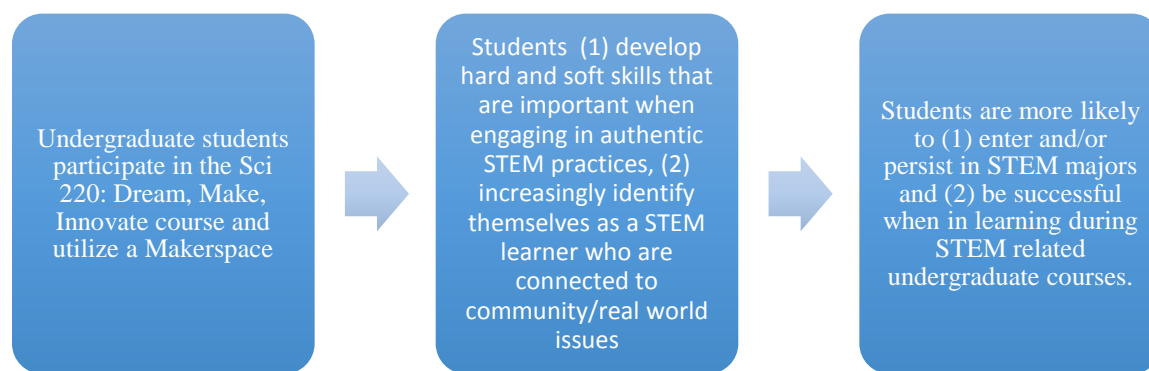 Undergraduate students
participate in the Sci
220: Dream, Make,
Innovate course and
utilize a Makerspace
Students (1) develop
hard and soft skills that
are important when
engaging in authentic
STEM practices, (2)
increasingly identify
themselves as a STEM
learner who are
connected to
community/real world
issues
Students are more likely
to (1) enter and/or
persist in STEM majors
and (2) be successful
when in learning during
STEM related
undergraduate courses.